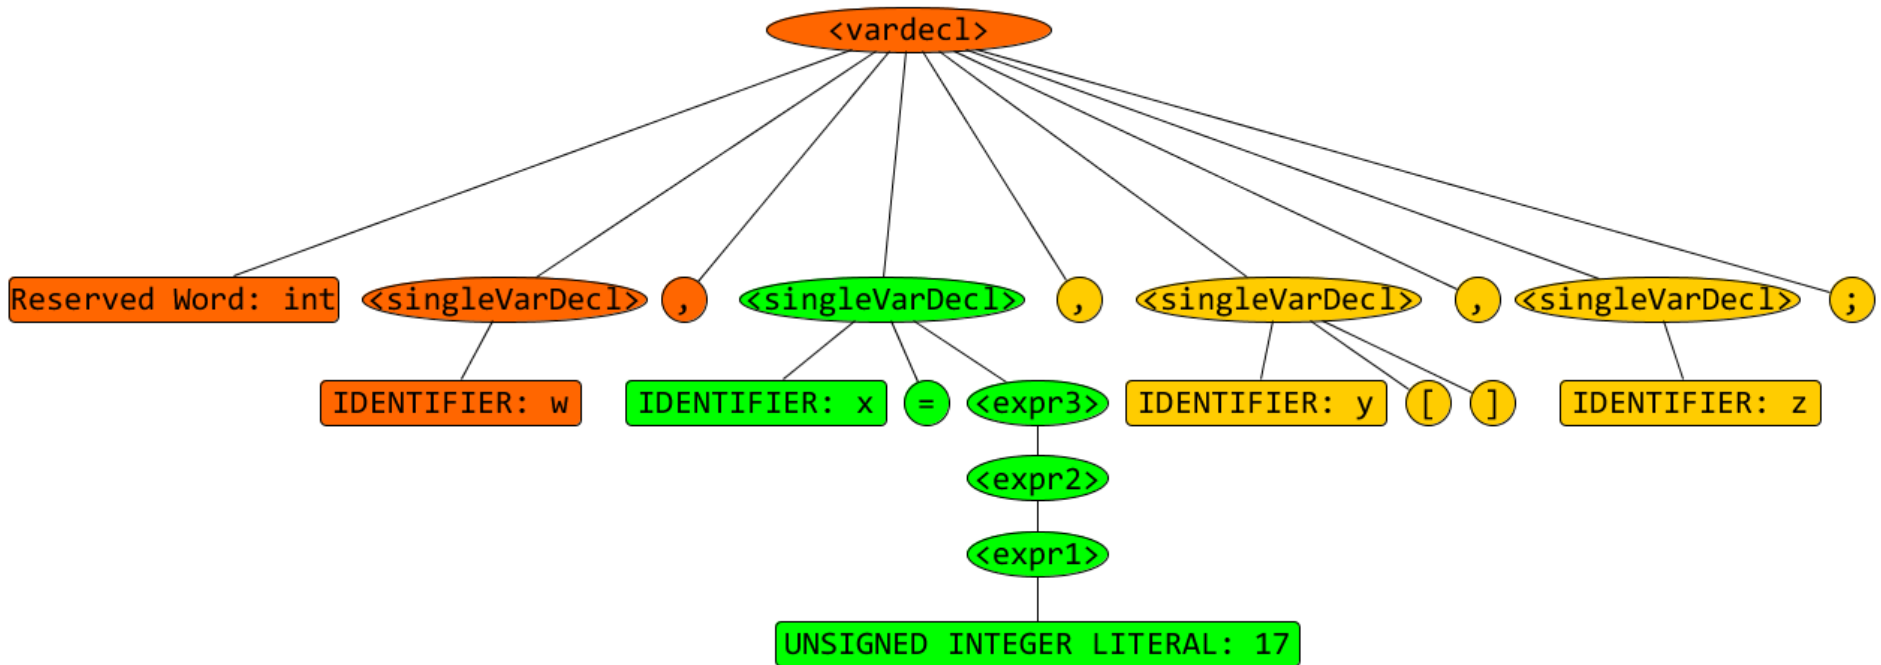 <vardecl>
Reserved Word: int <singleVarDecl> , <singleVarDecl> , <singleVarDecl> , <singleVarDecl> ;
IDENTIFIER: w IDENTIFIER: x = <expr3> IDENTIFIER: y [ ] IDENTIFIER: z
<expr2>
<expr1>
UNSIGNED INTEGER LITERAL: 17